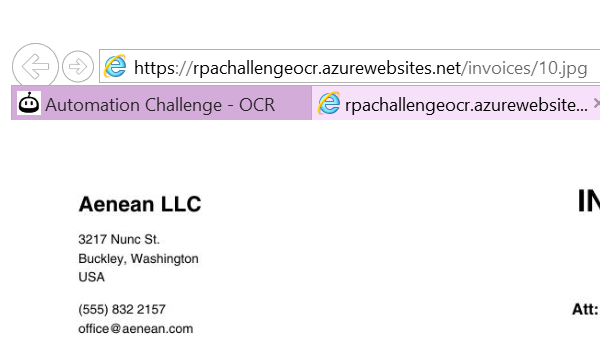 https://rpachallengeocr.azurewebsites.net/invoices/10.jpg
Automation Challenge - OCR
rpachallengeocr.azurewebsite...
Aenean LLC
IN
3217 Nunc St.
Buckley, Washington
USA
(555) 832 2157
Att:
office@aenean.com